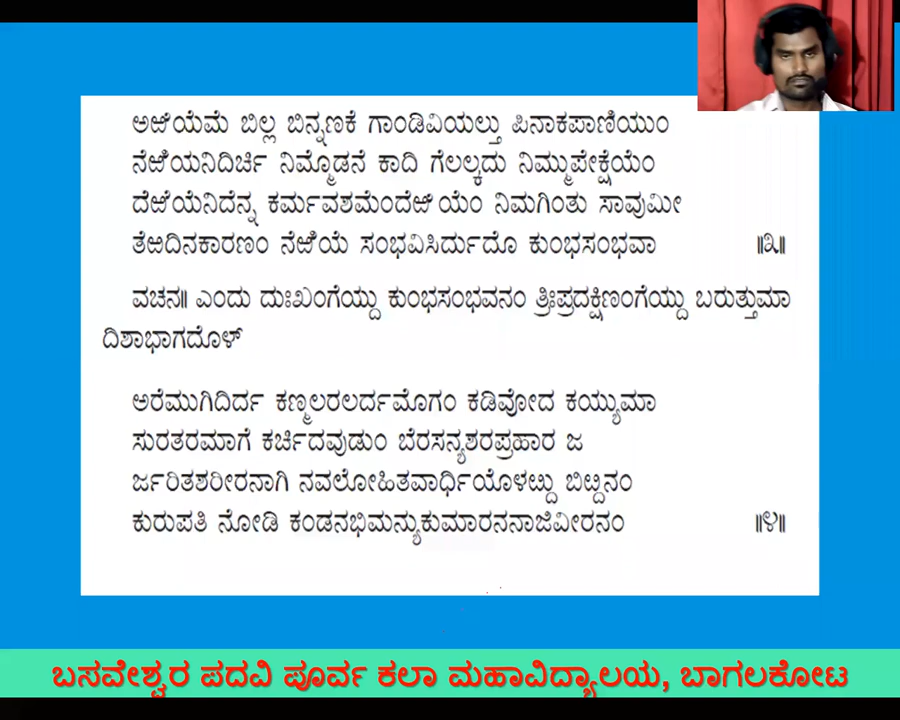 ಅಱಿಯೆಮೆ ಬಿಲ್ಲ ಬಿನ್ನಣಕೆ ಗಾಂಡಿವಿಯಲ್ತು ಪಿನಾಕಪಾಣಿಯುಂ
ನೆಱಿಯನಿದಿರ್ಚಿ ನಿಮ್ಮೊಡನೆ ಕಾದಿ ಗೆಲಲ್ಕದು ನಿಮ್ಮುಪೇಕ್ಷೆಯೆಂ
ದೆಱಿಯೆನಿದೆನ್ನ ಕರ್ಮವಶಮೆಂದೆಱಿ ಯೆಂ ನಿಮಗಿಂತು ಸಾವುಮೀ
ತೆಱದಿನಕಾರಣಂ ನೆಱಿಯೆ ಸಂಭವಿಸಿರ್ದುದೊ ಕುಂಭಸಂಭವಾ ॥೩॥
ವಚನ॥ ಎಂದು ದುಃಖಂಗೆಯ್ದು ಕುಂಭಸಂಭವನಂ ತ್ರಿಃಪ್ರದಕ್ಷಿಣಂಗೆಯ್ದು ಬರುತ್ತುಮಾ
ದಿಶಾಭಾಗದೊಳ್
ಅರೆಮುಗಿದಿರ್ದ ಕಣ್ಮಲರಲರ್ದಮೊಗಂ ಕಡಿವೋದ ಕಯ್ಯುಮಾ
ಸುರತರಮಾಗೆ ಕರ್ಚಿದವುಡುಂ ಬೆರಸನ್ಯಶರಪ್ರಹಾರ ಜ
ರ್ಜರಿತಶರೀರನಾಗಿ ನವಲೋಹಿತವಾರ್ಧಿಯೊಳೞ್ದು ಬಿೞ್ದನಂ
ಕುರುಪತಿ ನೋಡಿ ಕಂಡನಭಿಮನ್ಯುಕುಮಾರನನಾಜಿವೀರನಂ ॥೪॥
ಬಸವೇಶ್ವರ ಪದವಿ ಪೂರ್ವ ಕಲಾ ಮಹಾವಿದ್ಯಾಲಯ, ಬಾಗಲಕೋಟ